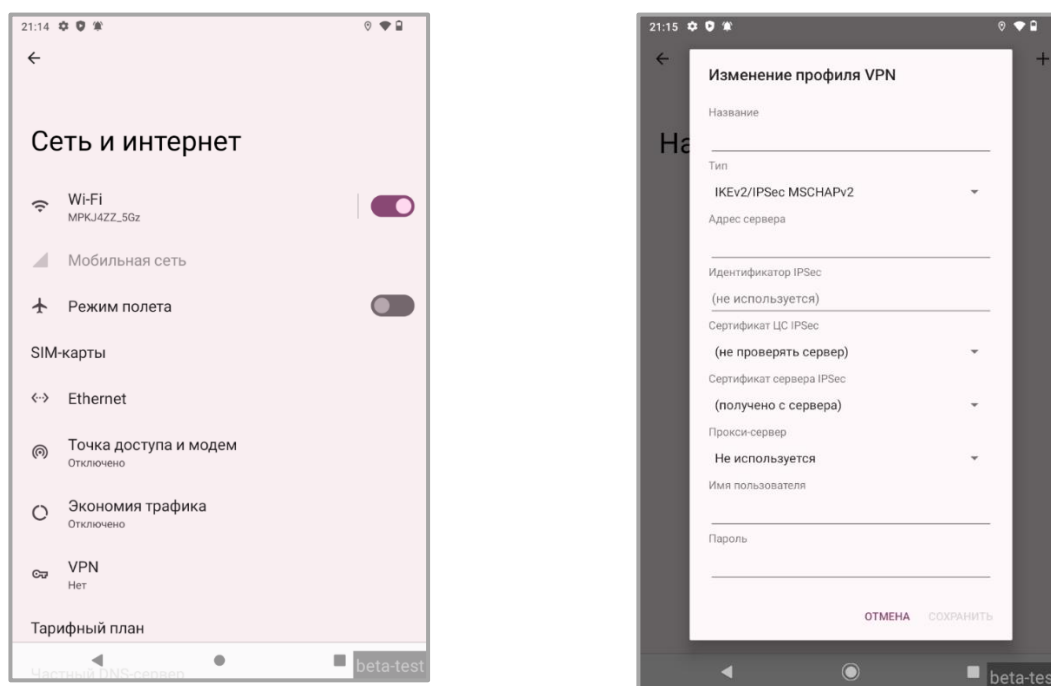 21:14
Сеть и интернет
Wi-Fi
MPKJ4ZZ_5Gz
Мобильная сеть
Режим полета
SIM-карты
Ethernet
Точка доступа и модем
Отключено
Экономия трафика
Отключено
VPN
Нет
Тарифный план
Частный DNS-сервер
beta-test
21:15
На
Изменение профиля VPN
Название
Тип
IKEv2/IPSec MSCHAPv2
Адрес сервера
Идентификатор IPSec
(не используется)
Сертификат ЦС IPSec
(не проверять сервер)
Сертификат сервера IPSec
(получено с сервера)
Прокси-сервер
Не используется
Имя пользователя
Пароль
ОТМЕНА СОХРАНИТЬ
beta-tes